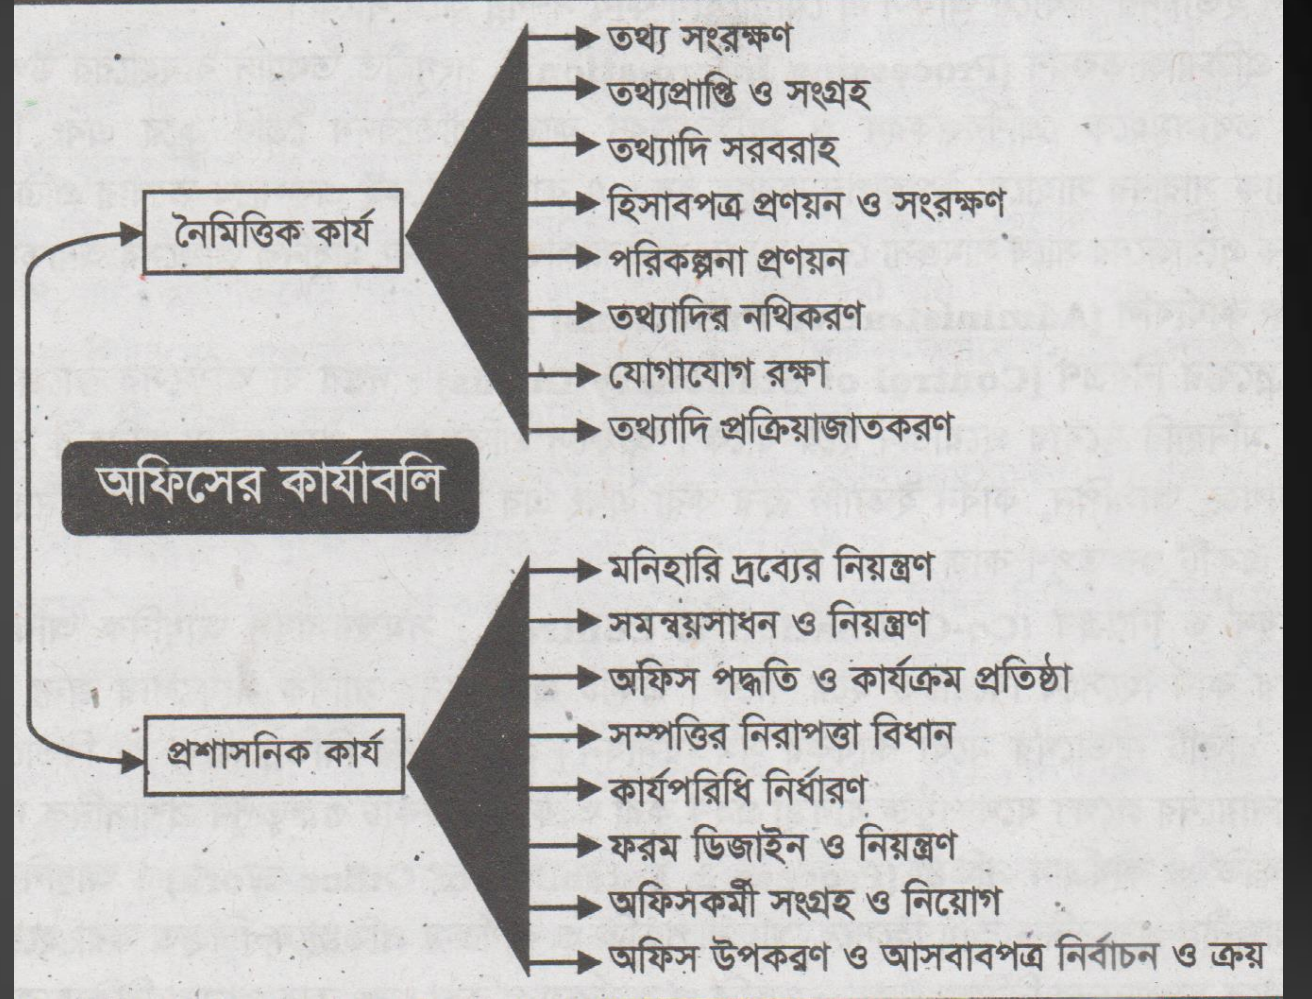 তথ্য সংরক্ষণ
তথ্যপ্রাপ্তি ও সংগ্রহ
তথ্যাদি সরবরাহ
নৈমিত্তিক কার্য
হিসাবপত্র প্রণয়ন ও সংরক্ষণ
পরিকল্পনা প্রণয়ন
তথ্যাদির নথিকরণ
যোগাযোগ রক্ষা
তথ্যাদি প্রক্রিয়াজাতকরণ
অফিসের কার্যাবলি
মনিহারি দ্রব্যের নিয়ন্ত্রণ
সমন্বয়সাধন ও নিয়ন্ত্রণ
অফিস পদ্ধতি ও কার্যক্রম প্রতিষ্ঠা
সম্পত্তির নিরাপত্তা বিধান
প্রশাসনিক কার্য
কার্যপরিধি নির্ধারণ
ফরম ডিজাইন ও নিয়ন্ত্রণ
অফিসকর্মী সংগ্রহ ও নিয়োগ
অফিস উপকরণ ও আসবাবপত্র নির্বাচন ও ক্রয়